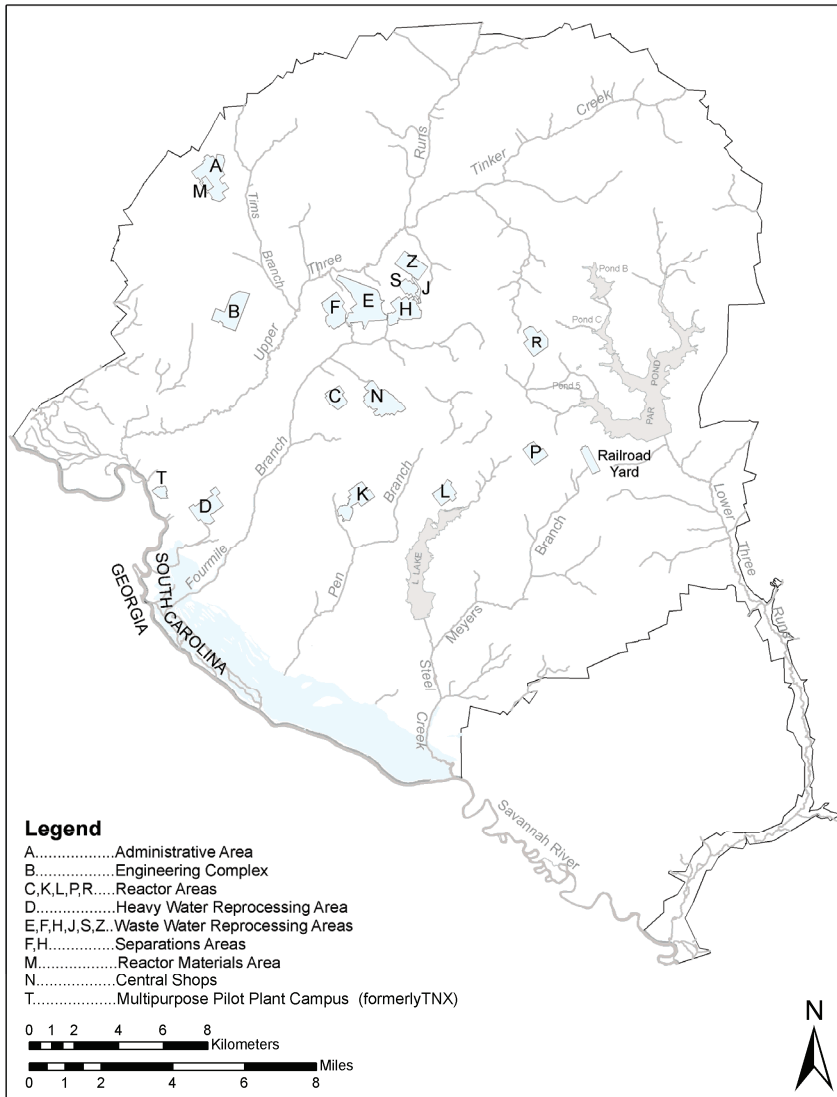 Runs
Creek
Tinker
A
M
Tims
Branch
Three
Z
S
J
E
F
H
B
Upper
R
Pond B
Pond C
Pond 5
PAR
POND
C
N
Branch
P
Railroad
Yard
T
D
K
Branch
L
L LAKE
Fourmile
Pen
Branch
Meyers
Lower
Three
Runs
GEORGIA
SOUTH CAROLINA
Steel
Creek
Savannah River
Legend
A..................Administrative Area
B..................Engineering Complex
C,K,L,P,R.....Reactor Areas
D..................Heavy Water Reprocessing Area
E,F,H,J,S,Z..Waste Water Reprocessing Areas
F,H...............Separations Areas
M..................Reactor Materials Area
N..................Central Shops
T..................Multipurpose Pilot Plant Campus (formerlyTNX)
0 1 2 4 6 8
Kilometers
Miles
0 1 2 4 6 8
N